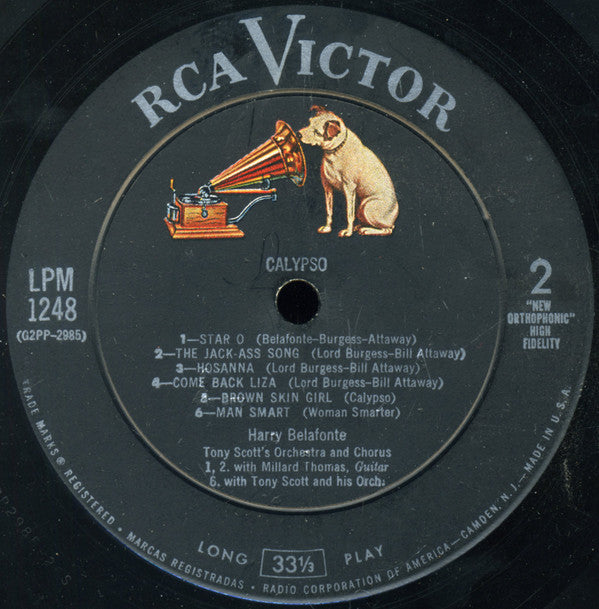 RCA VICTOR
CALYPSO
LPM
1248
(G2PP-2985)
2
"NEW
ORTHOPHONIC"
HIGH
FIDELITY
1—STAR O (Belafonte-Burgess-Attaway)
2—THE JACK-ASS SONG (Lord Burgess-Bill Attaway)
3—HOSANNA (Lord Burgess-Bill Attaway)
4—COME BACK LIZA (Lord Burgess-Bill Attaway)
5—BROWN SKIN GIRL (Calypso)
6—MAN SMART (Woman Smarter)
Harry Belafonte
Tony Scott's Orchestra and Chorus
1, 2. with Millard Thomas, Guitar
6. with Tony Scott and his Orch.
LONG 33⅓ PLAY
TRADE MARKS ® REGISTERED · MARCAS REGISTRADAS · RADIO CORPORATION OF AMERICA—CAMDEN, N. J.—MADE IN U.S.A.